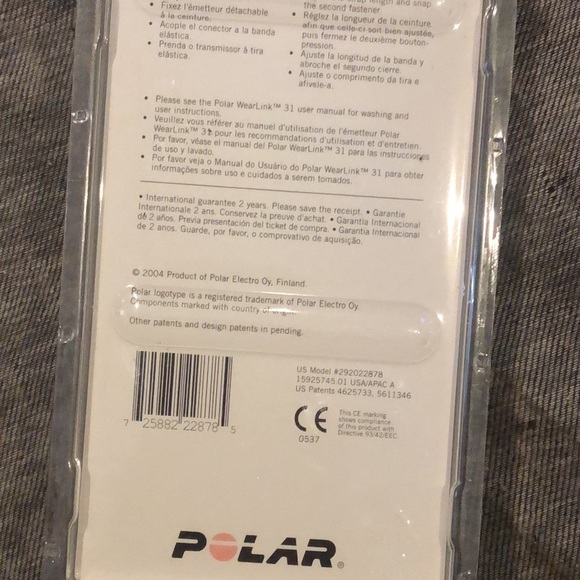 • Fixez l'émetteur détachable
à la ceinture.
• Acople el conector a la banda
elástica.
• Prenda o transmissor à tira
elástica.
length and snap
the second fastener.
• Réglez la longueur de la ceinture
afin que celle-ci soit bien ajustée,
puis fermez le deuxième bouton-
pression.
• Ajuste la longitud de la banda y
abroche el segundo cierre.
• Ajuste o comprimento da tira e
afivele-a.
• Please see the Polar WearLink™ 31 user manual for washing and
user instructions.
• Veuillez vous référer au manuel d'utilisation de l'émetteur Polar
WearLink™ 31 pour les recommandations d'utilisation et d'entretien.
• Por favor, véase el manual del Polar WearLink™ 31 para las instrucciones
de uso y lavado.
• Por favor veja o Manual do Usuário do Polar WearLink™ 31 para obter
informações sobre uso e cuidados a serem tomados.
• International guarantee 2 years. Please save the receipt. • Garantie
Internationale 2 ans. Conservez la preuve d'achat. • Garantía Internacional
de 2 años. Previa presentación del ticket de compra. • Garantia Internacional
de 2 anos. Guarde, por favor, o comprovativo de aquisição.
© 2004 Product of Polar Electro Oy, Finland.
Polar logotype is a registered trademark of Polar Electro Oy.
Components marked with country of origin.
Other patents and design patents in pending.
US Model #292022878
15925745.01 USA/APAC A
US Patents 4625733, 5611346
7 25882 22878 5
CE
0537
This CE marking
shows compliance
of this product with
Directive 93/42/EEC
POLAR®